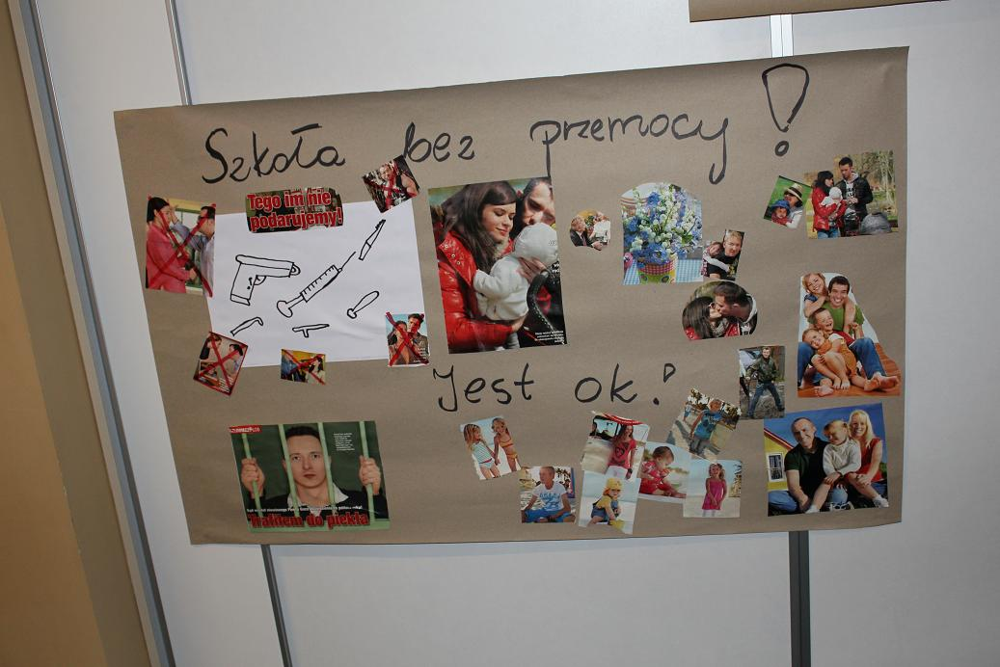 Szkoła bez przemocy!
Tego im nie
podarujemy!
Jest ok!
Trafiłem do piekła